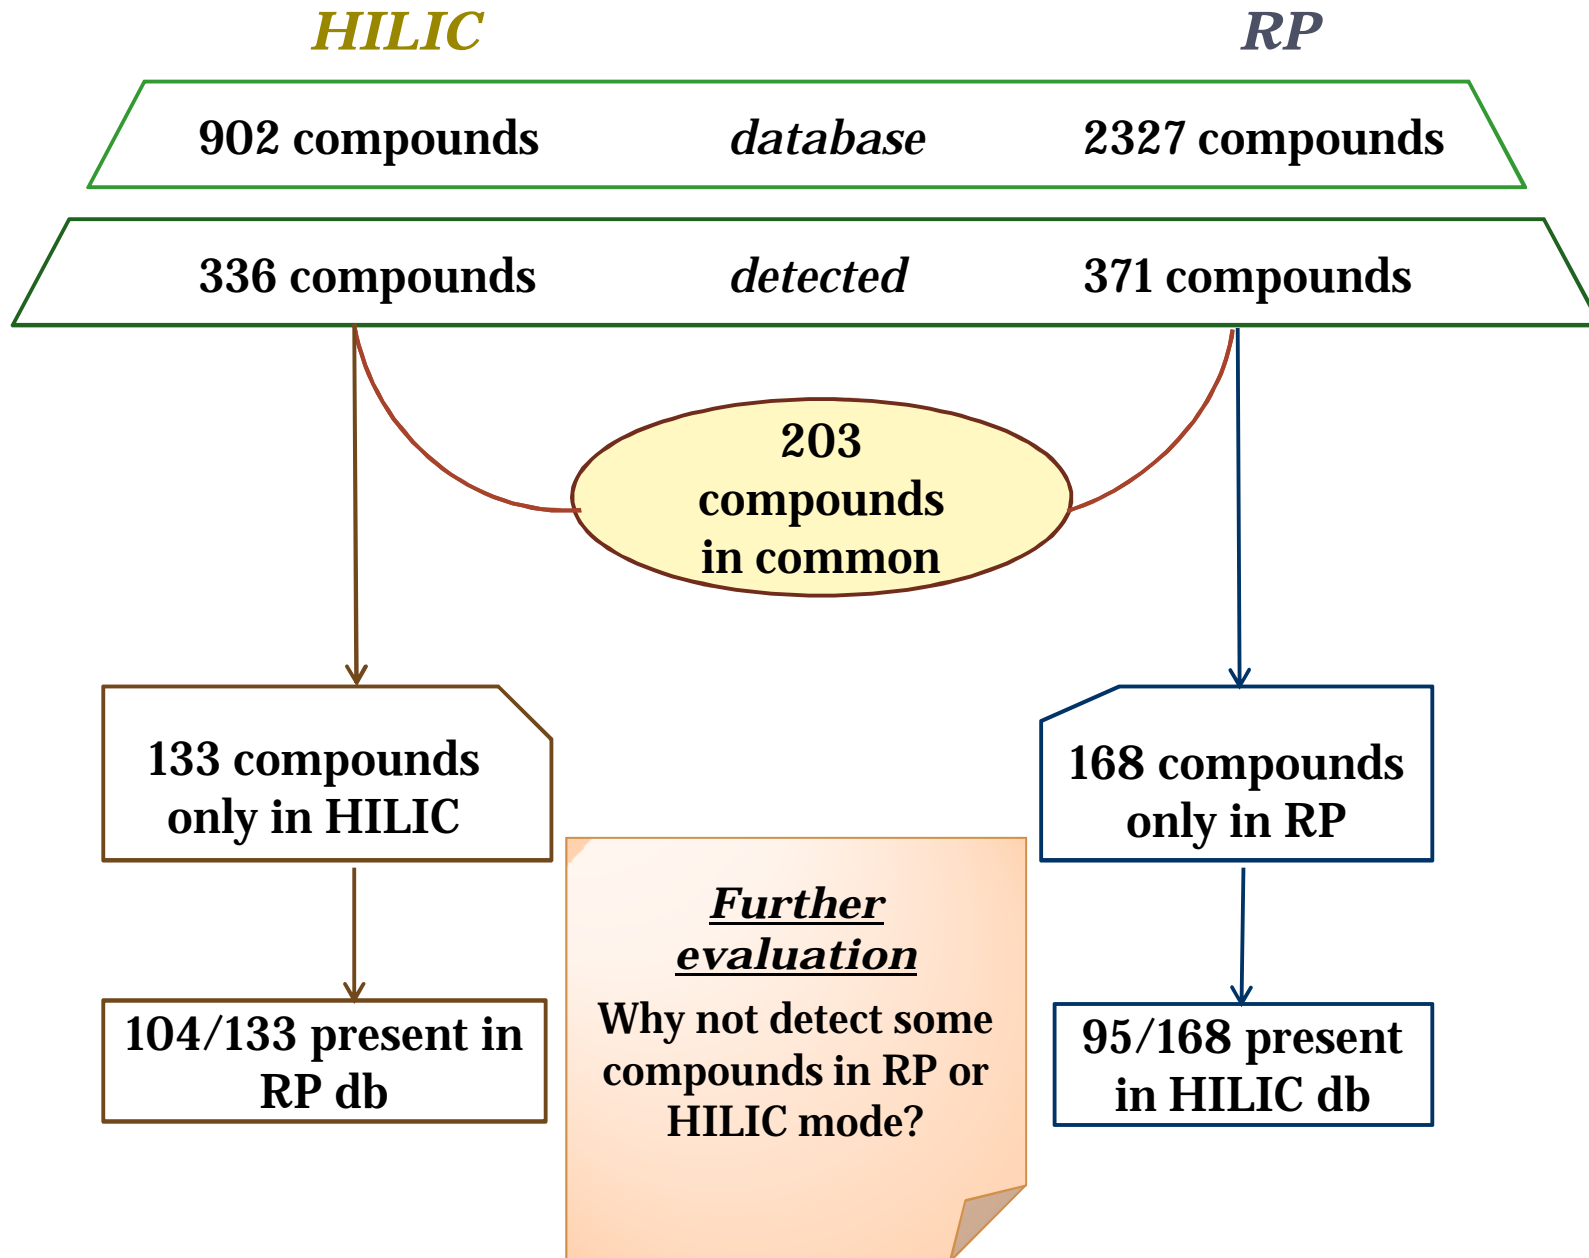 HILIC RP
902 compounds database 2327 compounds
336 compounds detected 371 compounds
203
compounds
in common
133 compounds
only in HILIC
168 compounds
only in RP
104/133 present in
RP db
Further
evaluation
Why not detect some
compounds in RP or
HILIC mode?
95/168 present
in HILIC db